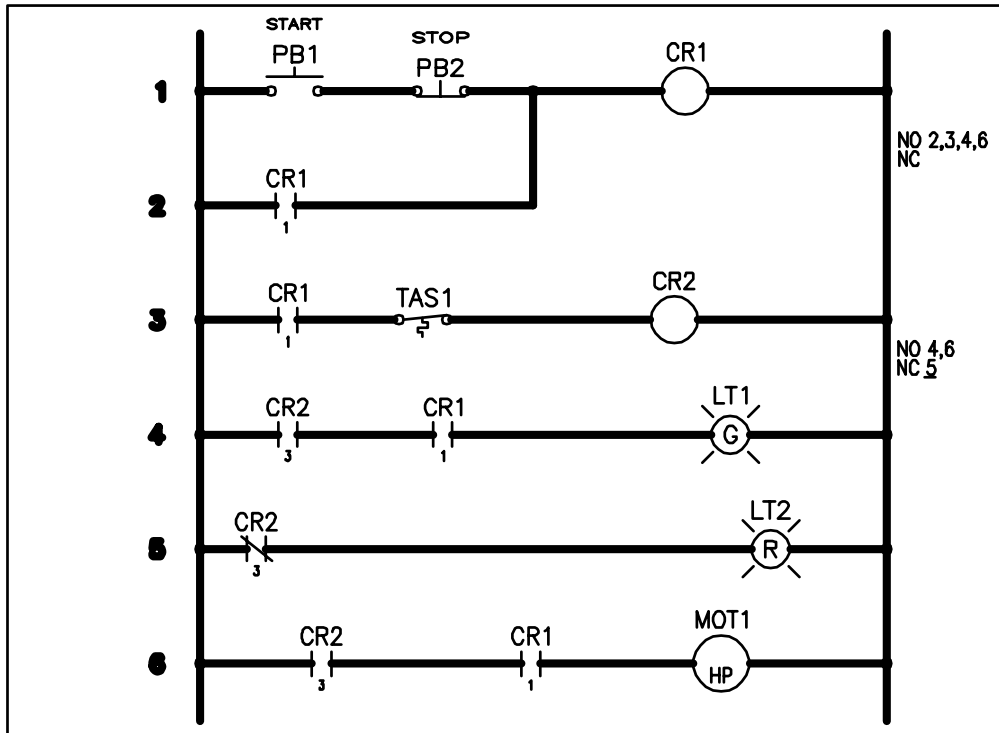 START
PB1
STOP
PB2
CR1
1
NO 2,3,4,6
NC
CR1
2
1
CR1
TAS1
CR2
3
1
NO 4,6
NC 5
CR2
CR1
LT1
4
G
3
1
CR2
LT2
5
R
3
CR2
CR1
MOT1
6
HP
3
1